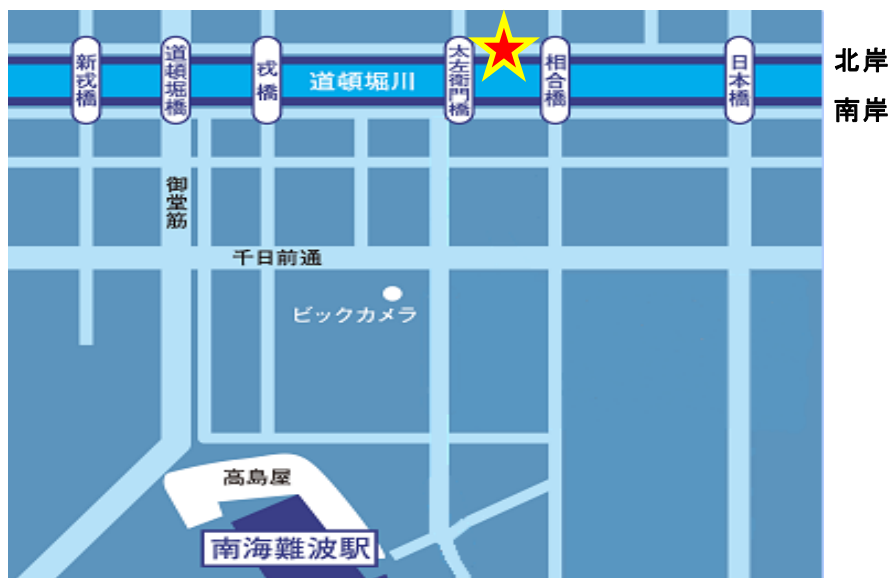 新戎橋
道頓堀橋
戎橋
道頓堀川
太左衛門橋
相合橋
日本橋
北岸
南岸
御堂筋
千日前通
ビックカメラ
高島屋
南海難波駅